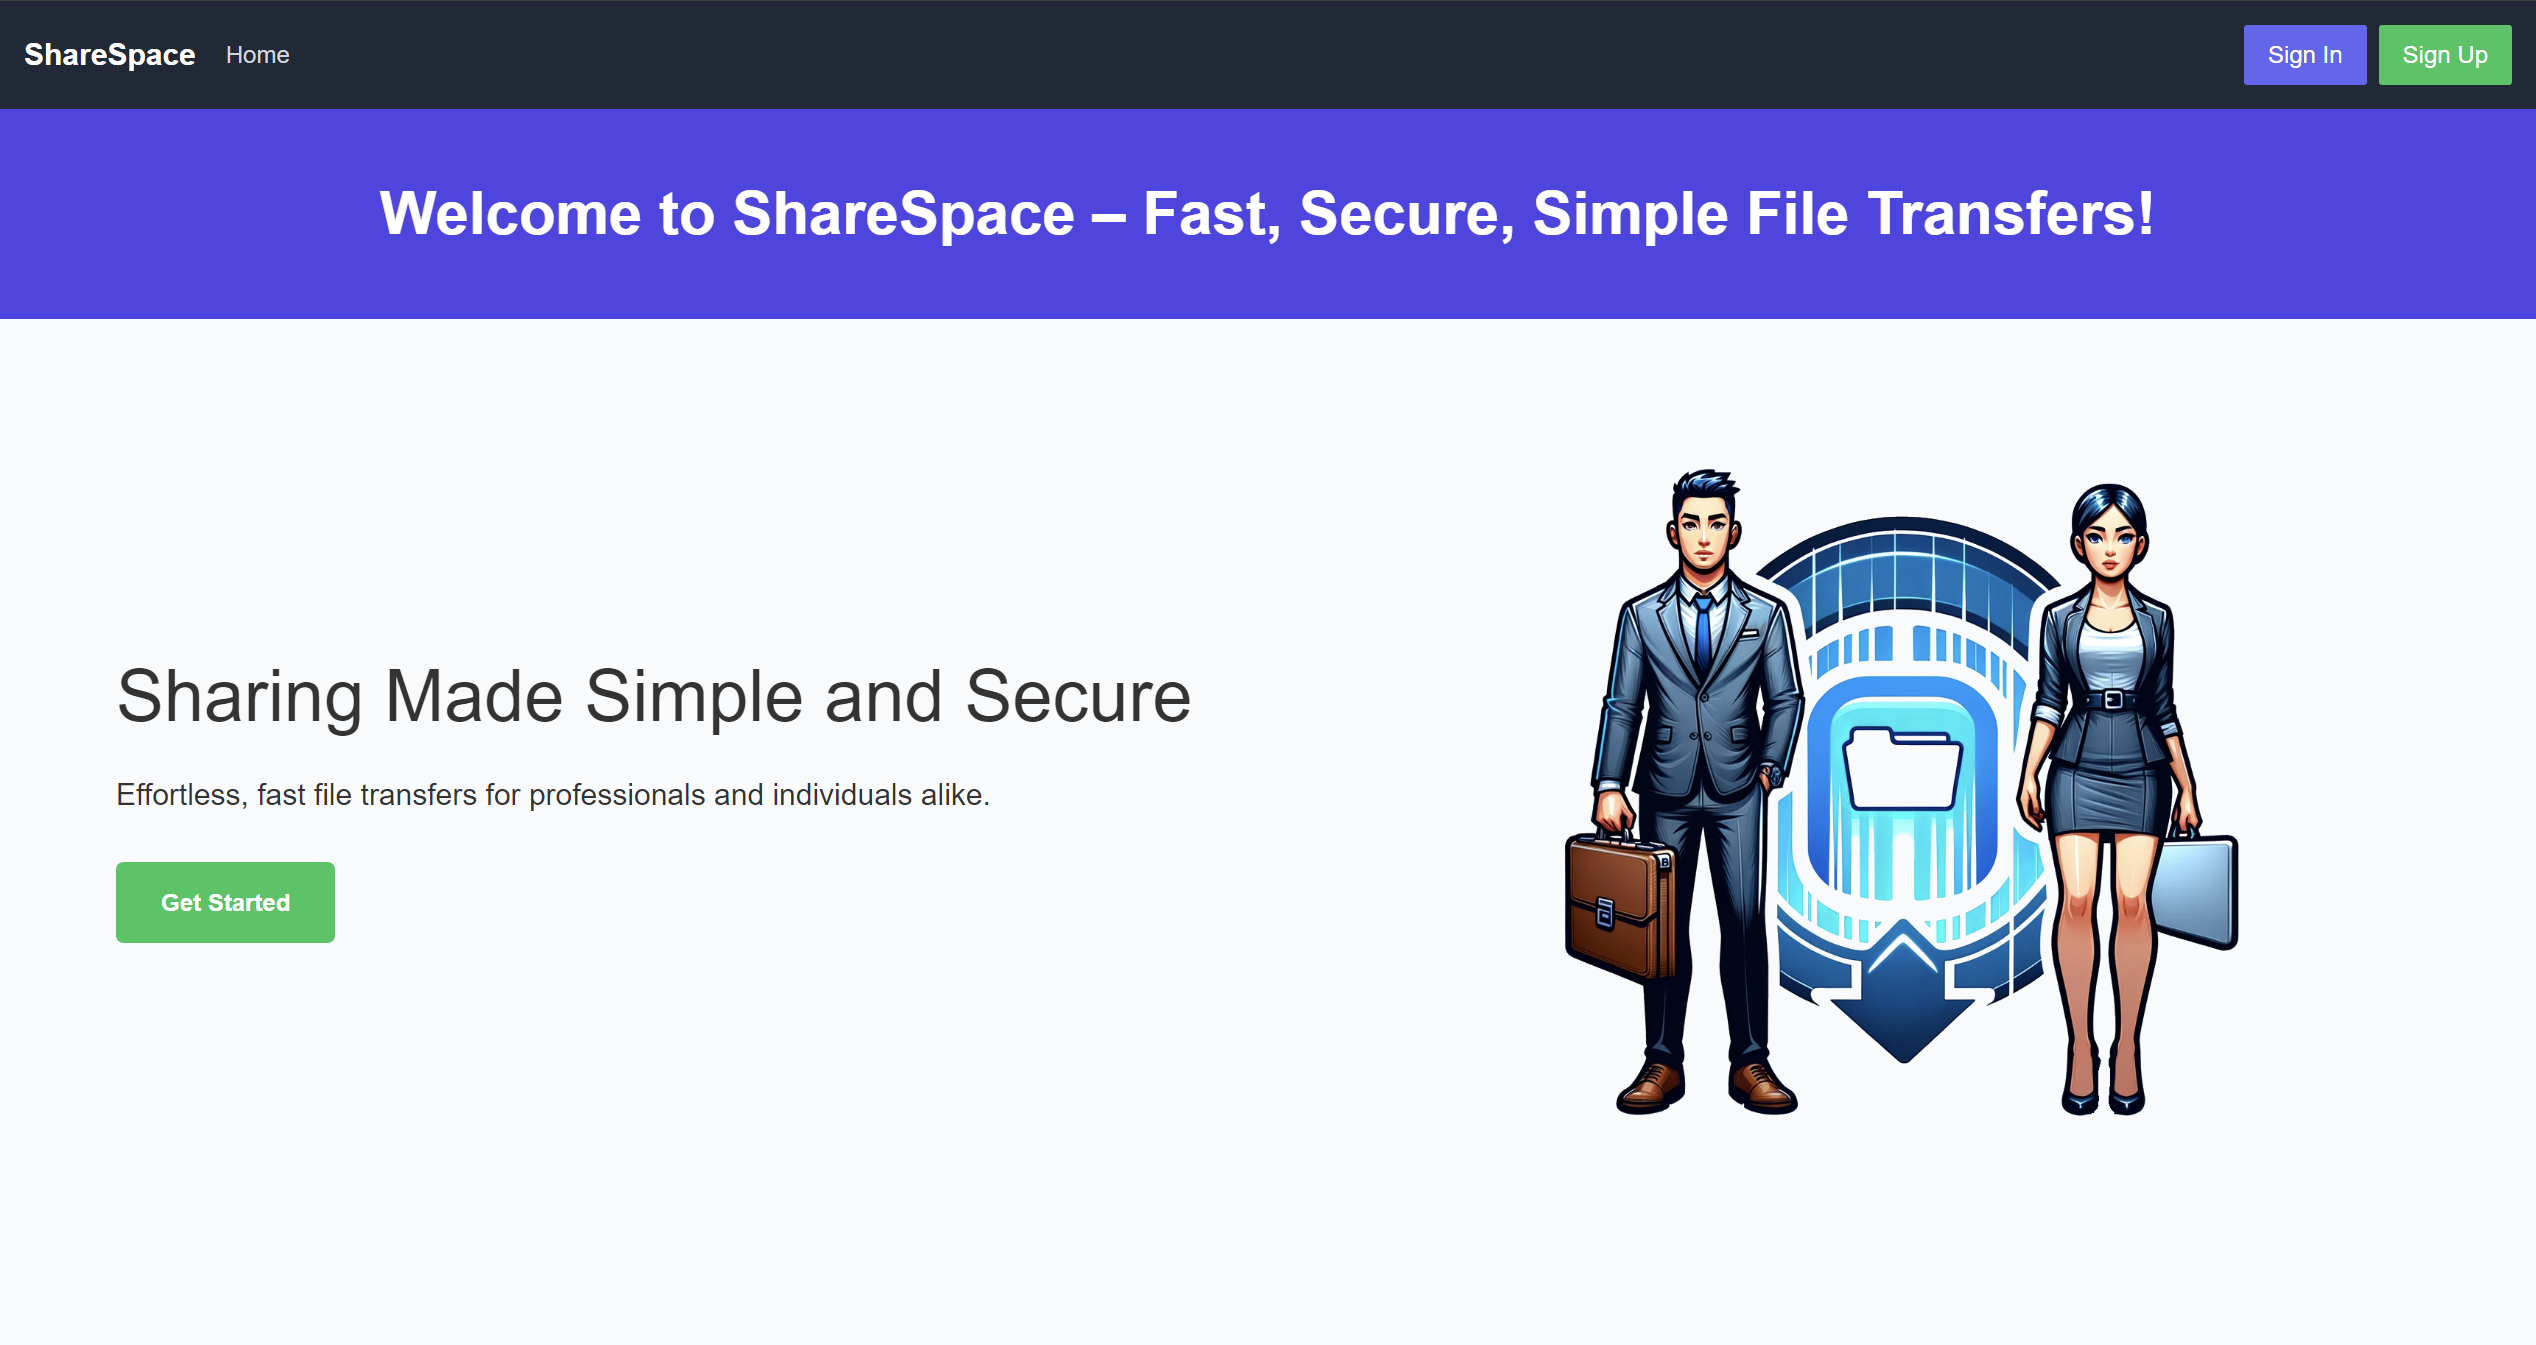 ShareSpace
Home
Sign In
Sign Up
Welcome to ShareSpace – Fast, Secure, Simple File Transfers!
Sharing Made Simple and Secure
Effortless, fast file transfers for professionals and individuals alike.
Get Started